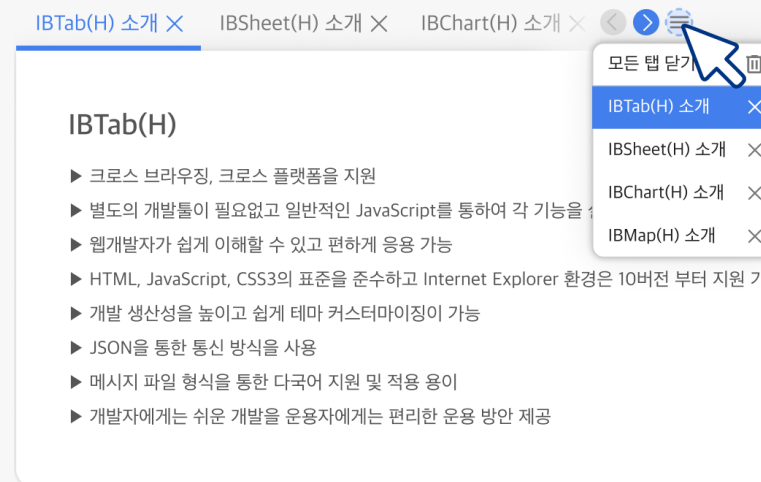 IBTab(H) 소개 IBSheet(H) 소개 IBChart(H) 소개
모든 탭 닫기
IBTab(H) 소개
IBSheet(H) 소개
IBChart(H) 소개
IBMap(H) 소개
IBTab(H)
▶ 크로스 브라우징, 크로스 플랫폼을 지원
▶ 별도의 개발툴이 필요없고 일반적인 JavaScript를 통하여 각 기능을
▶ 웹개발자가 쉽게 이해할 수 있고 편하게 응용 가능
▶ HTML, JavaScript, CSS3의 표준을 준수하고 Internet Explorer 환경은 10버전 부터 지원
▶ 개발 생산성을 높이고 쉽게 테마 커스터마이징이 가능
▶ JSON을 통한 통신 방식을 사용
▶ 메시지 파일 형식을 통한 다국어 지원 및 적용 용이
▶ 개발자에게는 쉬운 개발을 운용자에게는 편리한 운용 방안 제공